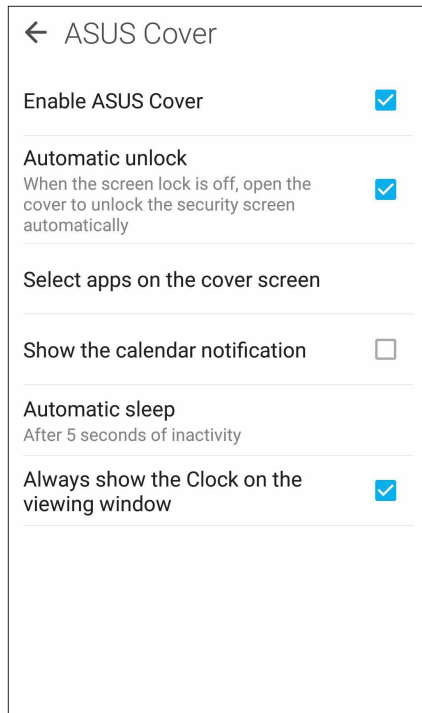 ASUS Cover
Enable ASUS Cover
Automatic unlock
When the screen lock is off, open the
cover to unlock the security screen
automatically
Select apps on the cover screen
Show the calendar notification
Automatic sleep
After 5 seconds of inactivity
Always show the Clock on the
viewing window